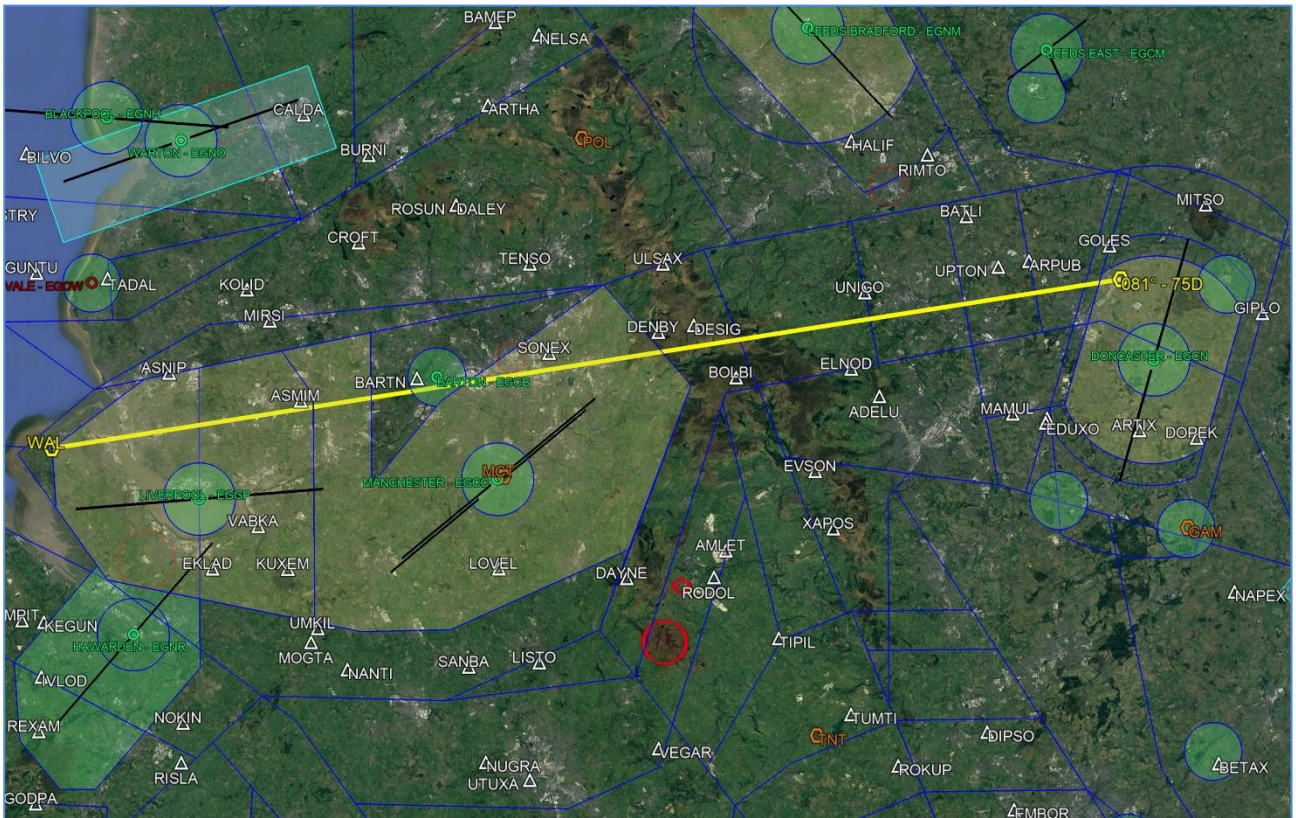 BAMEP
NELSA
LEEDS BRADFORD - EGNM
LEEDS EAST - EGCM
BLACKPOOL - EGNH
CALDA
ARTHA
POL
BILVO
WARTON - EGNO
BURNI
HALIF
RIMTO
STRY
ROSUN
DALEY
BATLI
MITSO
CROFT
GOLES
GUNTU
TADAL
VALE - EGOW
KOLID
TENSO
ULSAX
UPTON
ARPUB
UNIGO
081° - 75D
GIPLO
MIRSI
DENBY
DESIG
SONEX
ASNIP
BARTN
BARTON - EGCB
BOLBI
ELNOD
DONCASTER - EGCN
ASMIM
ADELU
MAMUL
EDUXO
ARTIX
DOPEK
WAL
MCT
MANCHESTER - EGCC
EVSON
LIVERPOOL - EGGP
VABKA
XAPOS
GAM
EKLAD
KUXEM
LOVEL
DAYNE
AMLET
RODOL
NAPEX
MRIT
KEGUN
HAWARDEN - EGNR
UMKIL
MOGTA
TIPIL
NANTI
SANBA
LISTO
IVLOD
REXAM
NOKIN
TUMTI
TNT
DIPSO
RISLA
NUGRA
UTUXA
VEGAR
ROKUP
BETAX
GODPA
EMBOR